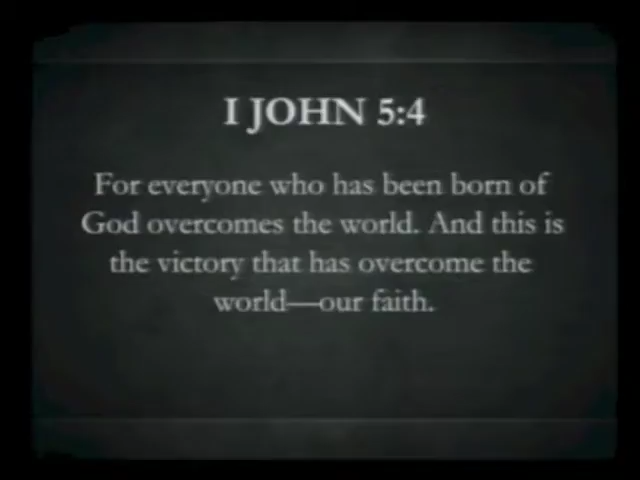 I JOHN 5:4
For everyone who has been born of
God overcomes the world. And this is
the victory that has overcome the
world—our faith.